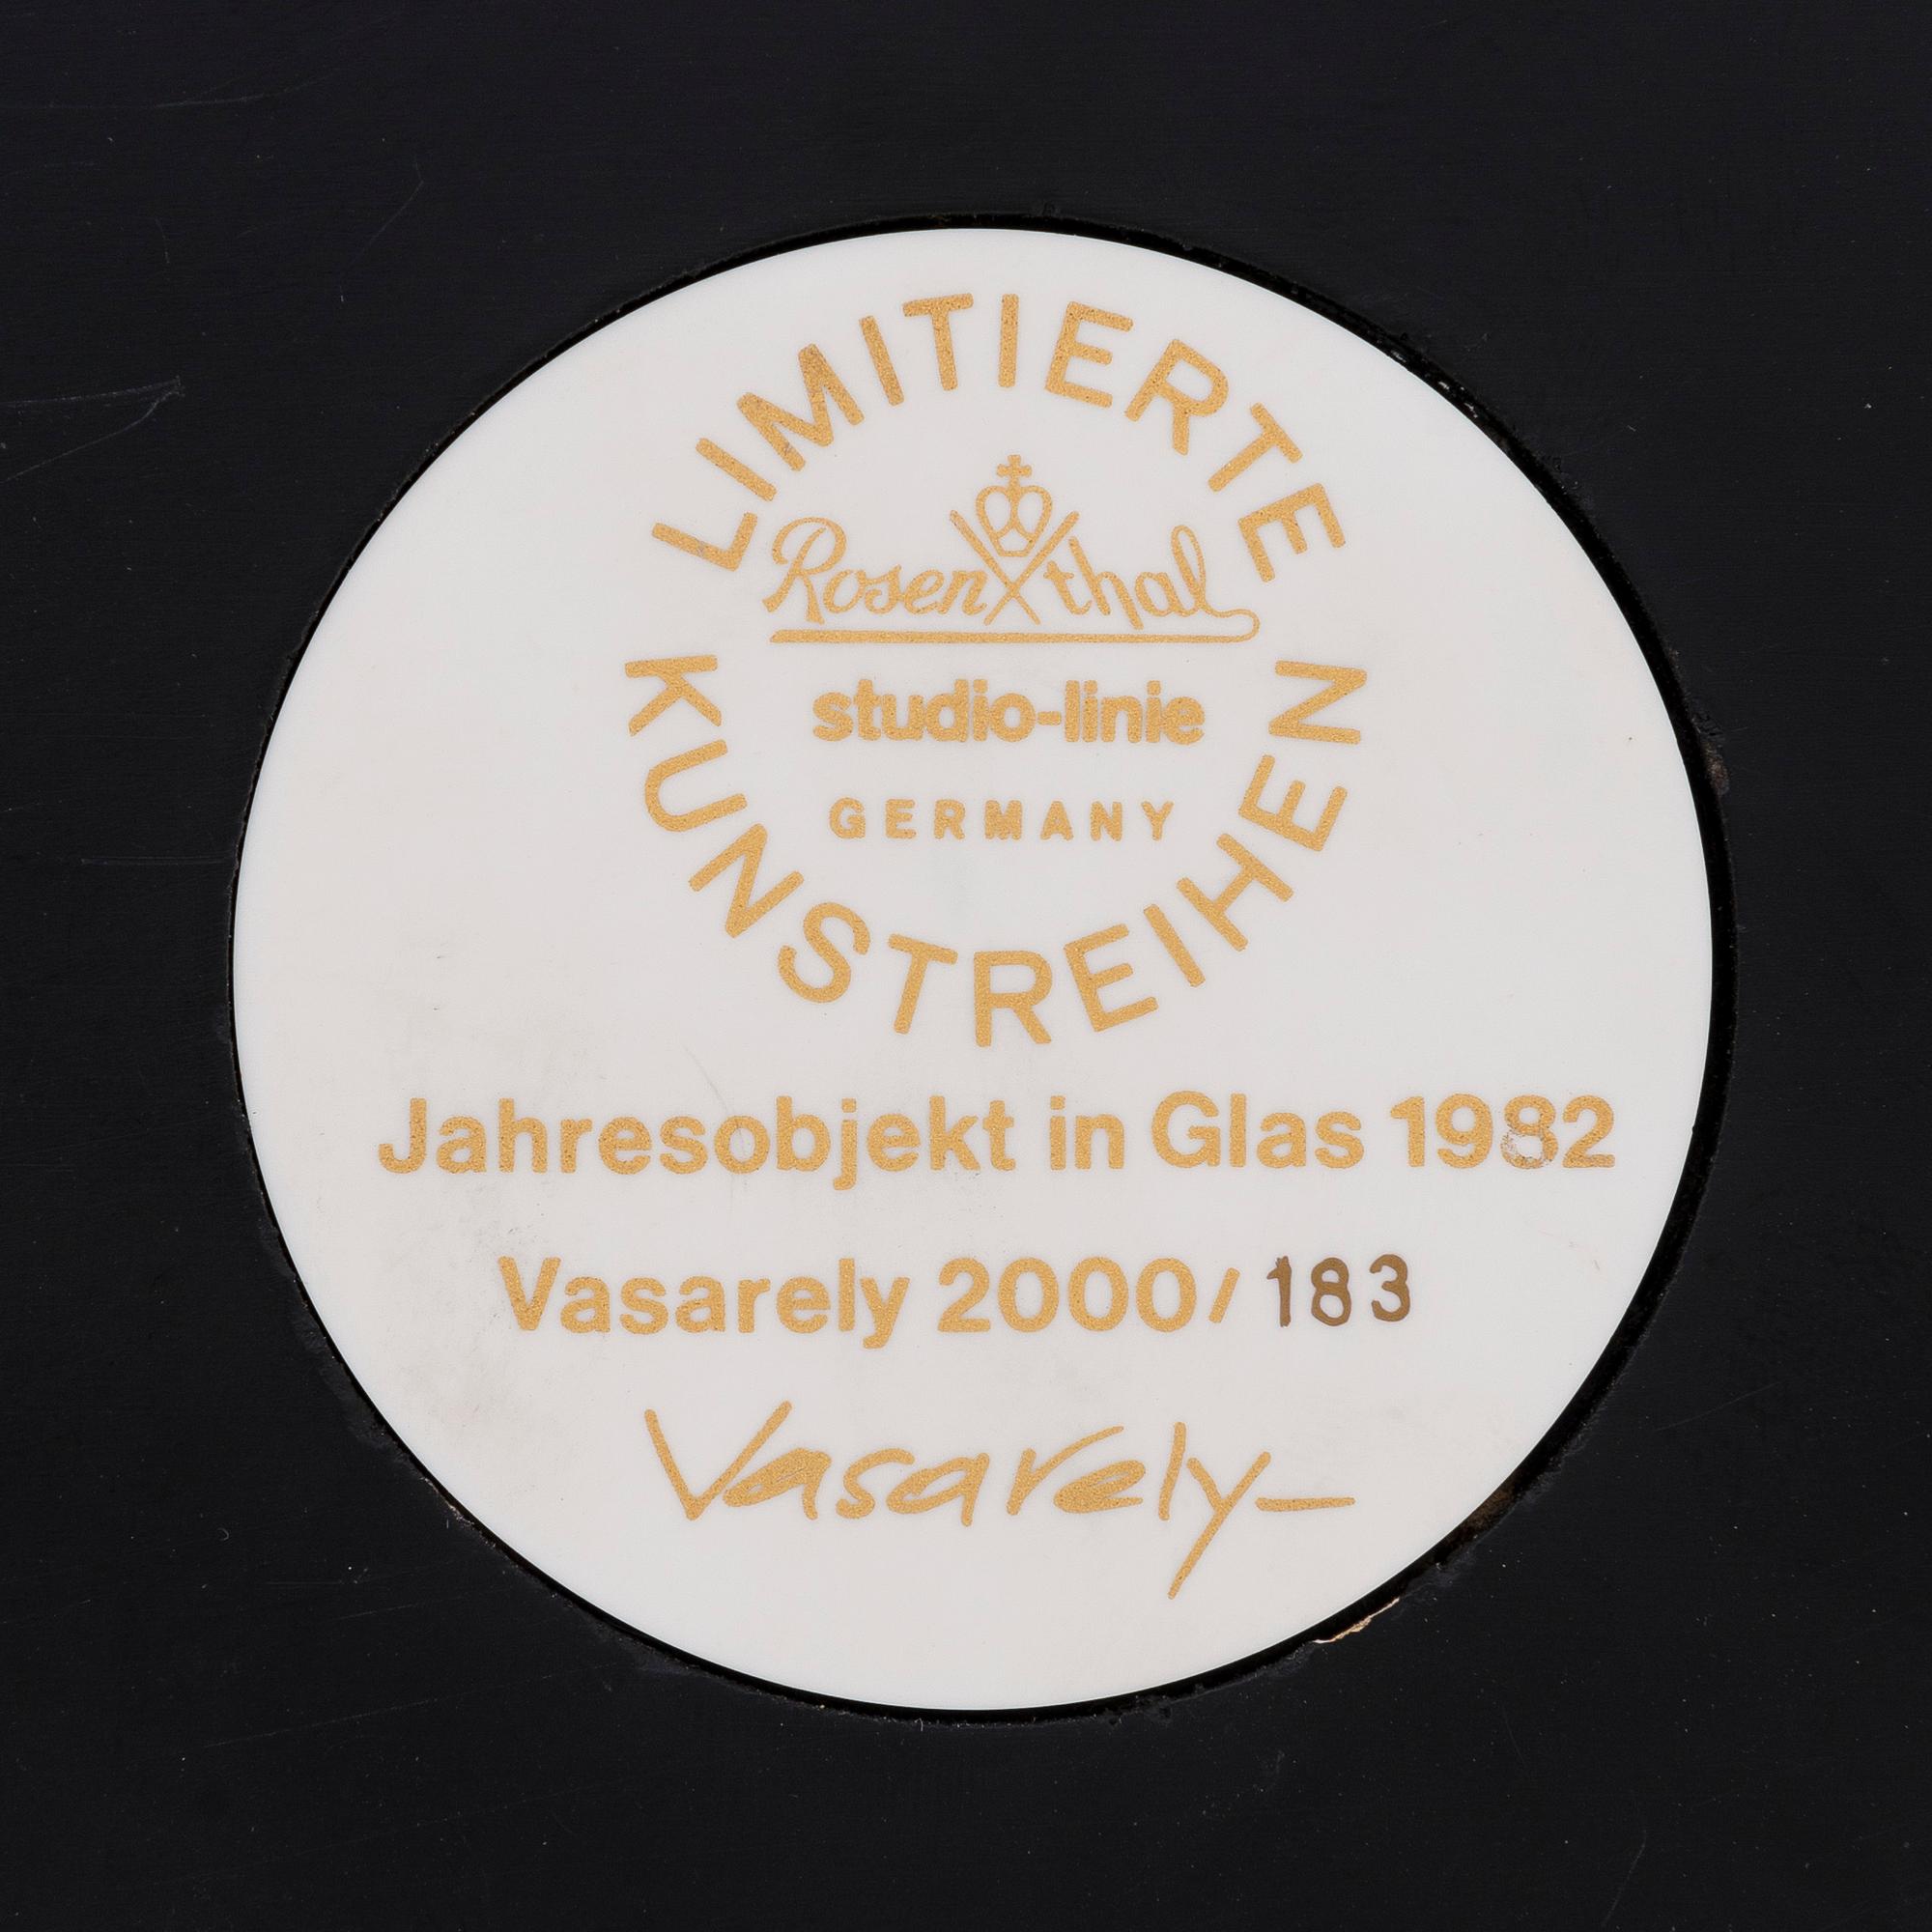 LIMITIERTE
Rosenthal
studio-linie
GERMANY
KUNSTREIHEN
Jahresobjekt in Glas 1982
Vasarely 2000/ 183
Vasarely